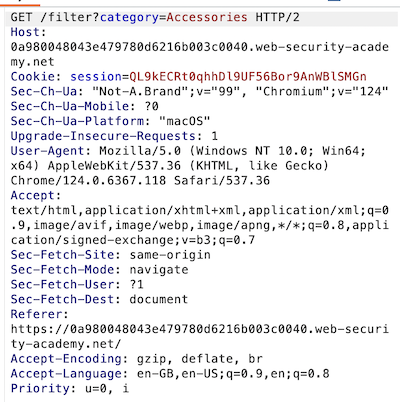 GET /filter?category=Accessories HTTP/2
Host:
0a980048043e479780d6216b003c0040.web-security-acade
my.net
Cookie: session=QL9kECRt0qhhDl9UF56Bor9AnWBlSMGn
Sec-Ch-Ua: "Not-A.Brand";v="99", "Chromium";v="124"
Sec-Ch-Ua-Mobile: ?0
Sec-Ch-Ua-Platform: "macOS"
Upgrade-Insecure-Requests: 1
User-Agent: Mozilla/5.0 (Windows NT 10.0; Win64;
x64) AppleWebKit/537.36 (KHTML, like Gecko)
Chrome/124.0.6367.118 Safari/537.36
Accept:
text/html,application/xhtml+xml,application/xml;q=0
.9,image/avif,image/webp,image/apng,*/*;q=0.8,appli
cation/signed-exchange;v=b3;q=0.7
Sec-Fetch-Site: same-origin
Sec-Fetch-Mode: navigate
Sec-Fetch-User: ?1
Sec-Fetch-Dest: document
Referer:
https://0a980048043e479780d6216b003c0040.web-securi
ty-academy.net/
Accept-Encoding: gzip, deflate, br
Accept-Language: en-GB,en-US;q=0.9,en;q=0.8
Priority: u=0, i